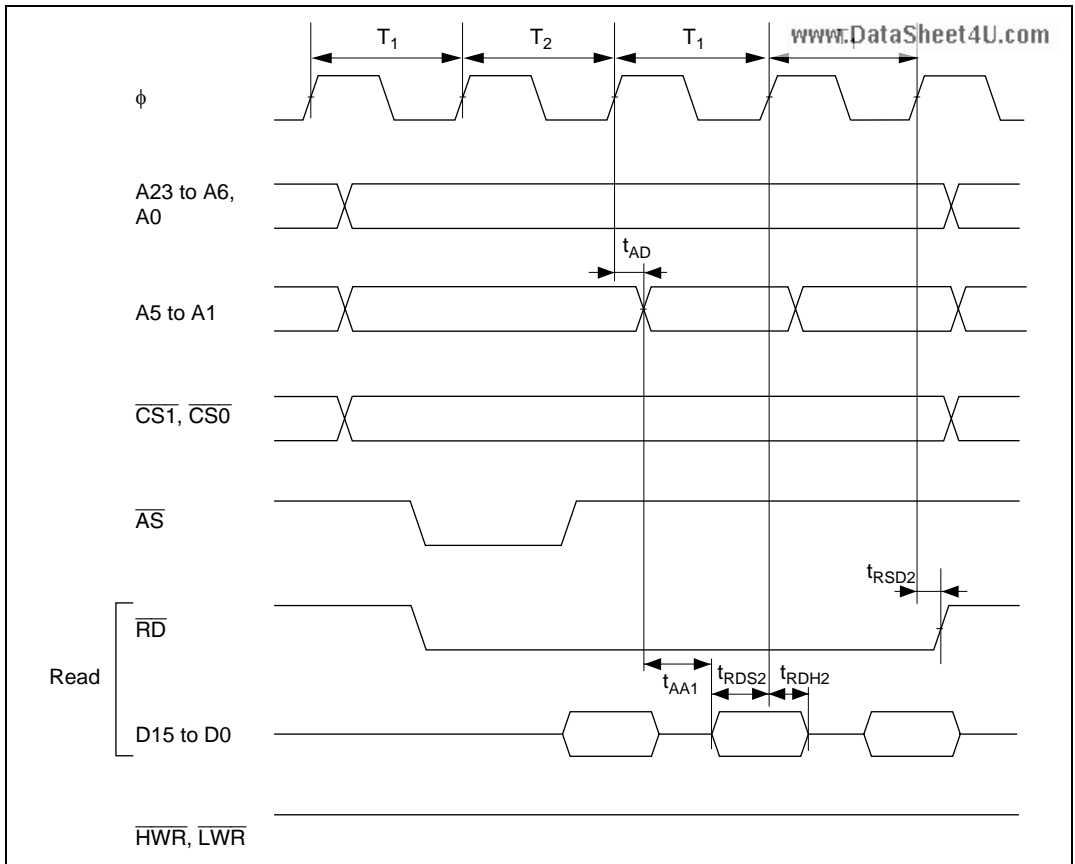 T1 T2 T1 www.DataSheet4U.com
ϕ
A23 to A6,
A0
tAD
A5 to A1
CS1, CS0
AS
tRSD2
RD
Read
tAA1 tRDS2 tRDH2
D15 to D0
HWR, LWR